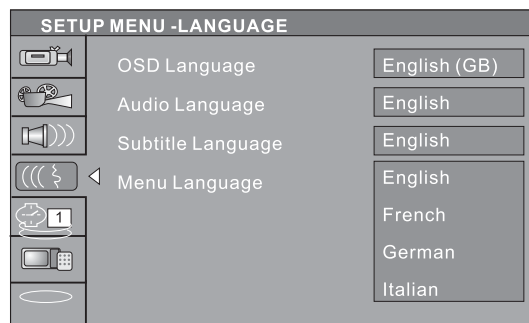 SETUP MENU -LANGUAGE
OSD Language English (GB)
Audio Language English
Subtitle Language English
Menu Language English
French
1
German
Italian